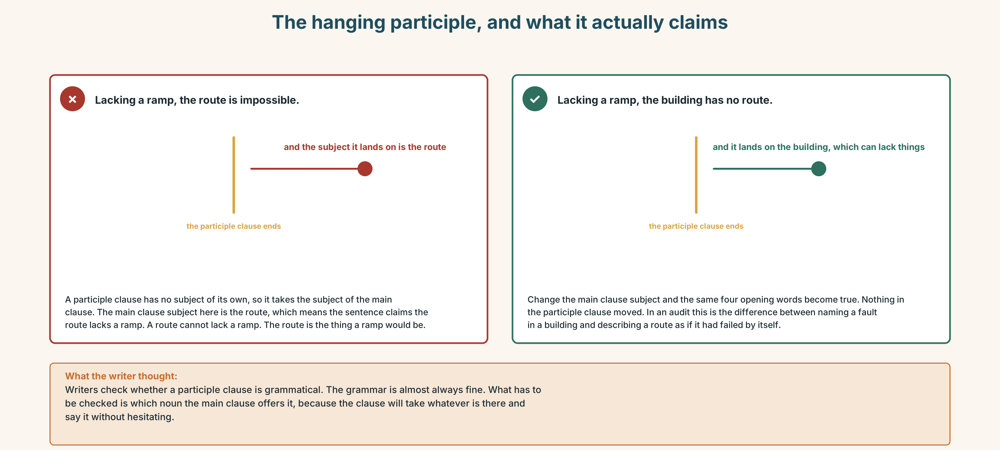 The hanging participle, and what it actually claims
Lacking a ramp, the route is impossible.
and the subject it lands on is the route
the participle clause ends
A participle clause has no subject of its own, so it takes the subject of the main
clause. The main clause subject here is the route, which means the sentence claims the
route lacks a ramp. A route cannot lack a ramp. The route is the thing a ramp would be.
Lacking a ramp, the building has no route.
and it lands on the building, which can lack things
the participle clause ends
Change the main clause subject and the same four opening words become true. Nothing in
the participle clause moved. In an audit this is the difference between naming a fault
in a building and describing a route as if it had failed by itself.
What the writer thought:
Writers check whether a participle clause is grammatical. The grammar is almost always fine. What has to
be checked is which noun the main clause offers it, because the clause will take whatever is there and
say it without hesitating.